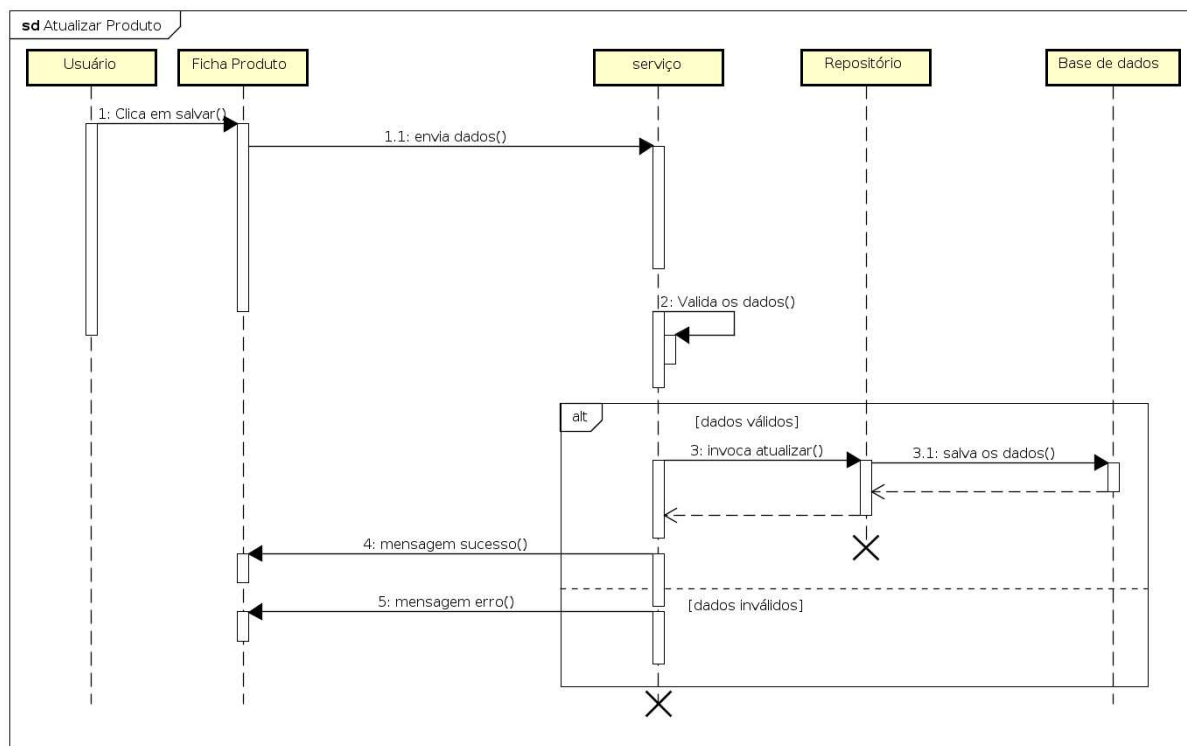 sd Atualizar Produto
Usuário
Ficha Produto
serviço
Repositório
Base de dados
1: Clica em salvar()
1.1: envia dados()
2: Valida os dados()
alt
[dados válidos]
3: invoca atualizar()
3.1: salva os dados()
4: mensagem sucesso()
5: mensagem erro()
[dados inválidos]